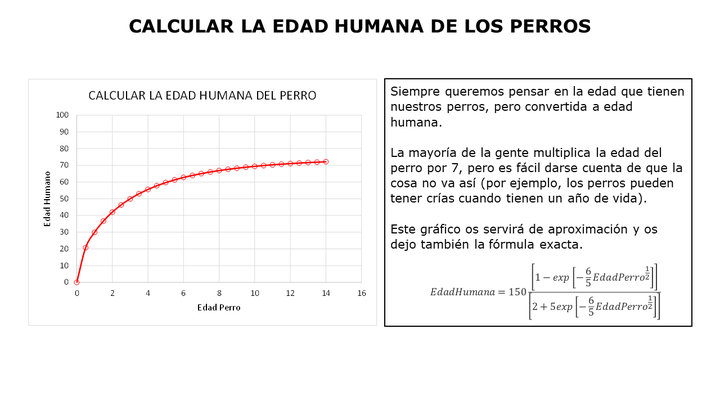 CALCULAR LA EDAD HUMANA DE LOS PERROS
CALCULAR LA EDAD HUMANA DEL PERRO
100
90
80
70
60
50
40
30
20
10
0
Edad Humano
0 2 4 6 8 10 12 14 16
Edad Perro
Siempre queremos pensar en la edad que tienen
nuestros perros, pero convertida a edad
humana.
La mayoría de la gente multiplica la edad del
perro por 7, pero es fácil darse cuenta de que la
cosa no va así (por ejemplo, los perros pueden
tener crías cuando tienen un año de vida).
Este gráfico os servirá de aproximación y os
dejo también la fórmula exacta.
EdadHumana = 150 [1 − exp [−6/5 EdadPerro^1/2]] / [2 + 5exp [−6/5 EdadPerro^1/2]]